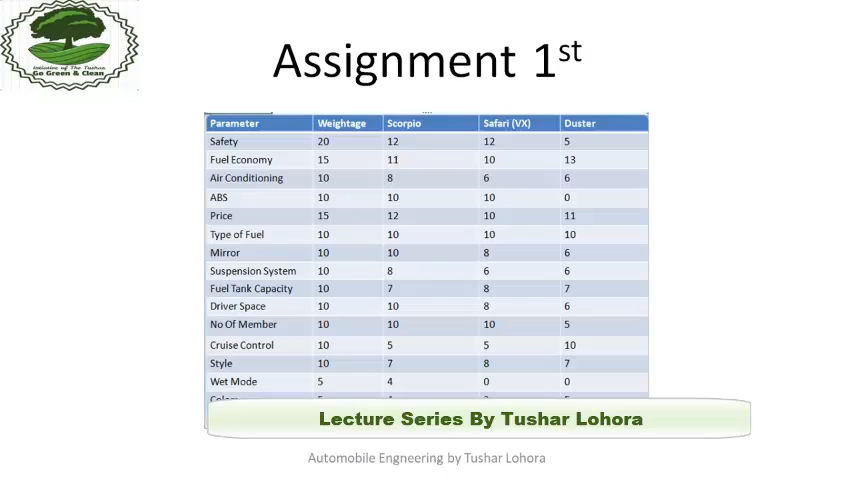 Initiative of The Tushar
Go Green & Clean
Assignment 1st
Parameter Weightage Scorpio Safari (VX) Duster
Safety 20 12 12 5
Fuel Economy 15 11 10 13
Air Conditioning 10 8 6 6
ABS 10 10 10 0
Price 15 12 10 11
Type of Fuel 10 10 10 10
Mirror 10 10 8 6
Suspension System 10 8 6 6
Fuel Tank Capacity 10 7 8 7
Driver Space 10 10 8 6
No Of Member 10 10 10 5
Cruise Control 10 5 5 10
Style 10 7 8 7
Wet Mode 5 4 0 0
Lecture Series By Tushar Lohora
Automobile Engneering by Tushar Lohora